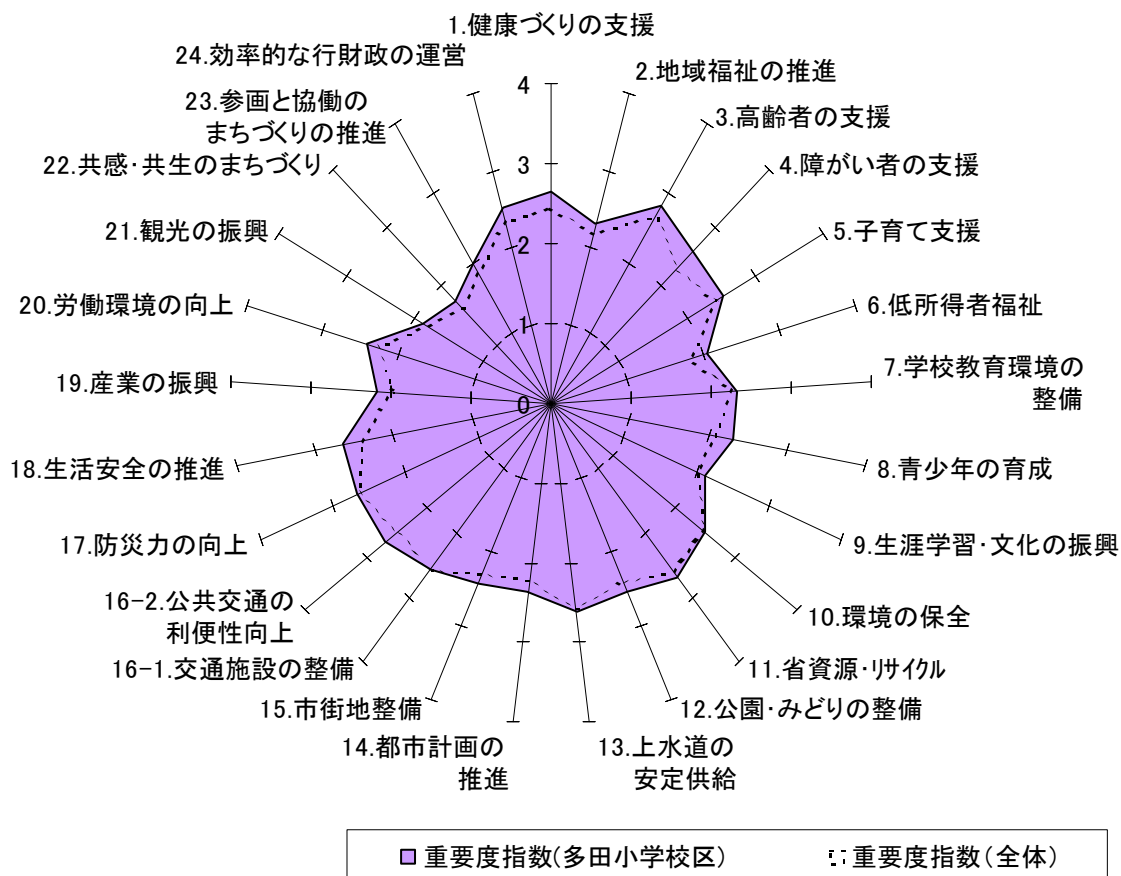 1.健康づくりの支援
2.地域福祉の推進
3.高齢者の支援
4.障がい者の支援
5.子育て支援
6.低所得者福祉
7.学校教育環境の
整備
8.青少年の育成
9.生涯学習・文化の振興
10.環境の保全
11.省資源・リサイクル
12.公園・みどりの整備
13.上水道の
安定供給
14.都市計画の
推進
15.市街地整備
16-1.交通施設の整備
16-2.公共交通の
利便性向上
17.防災力の向上
18.生活安全の推進
19.産業の振興
20.労働環境の向上
21.観光の振興
22.共感・共生のまちづくり
23.参画と協働の
まちづくりの推進
24.効率的な行財政の運営
4
3
2
1
0
重要度指数(多田小学校区)
重要度指数(全体)